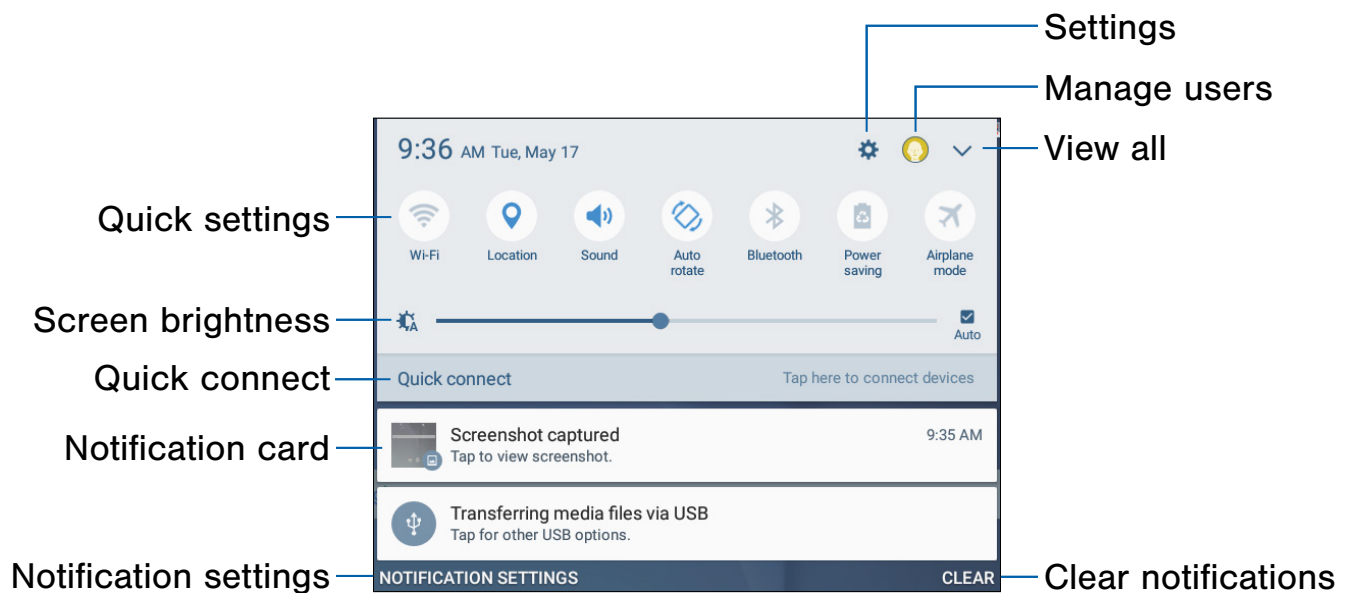 Settings
Manage users
View all
9:36 AM Tue, May 17
Quick settings
Wi-Fi
Location
Sound
Auto
rotate
Bluetooth
Power
saving
Airplane
mode
Screen brightness
A
Auto
Quick connect
Quick connect
Tap here to connect devices
Notification card
Screenshot captured
9:35 AM
Tap to view screenshot.
Transferring media files via USB
Tap for other USB options.
Notification settings
NOTIFICATION SETTINGS
CLEAR
Clear notifications